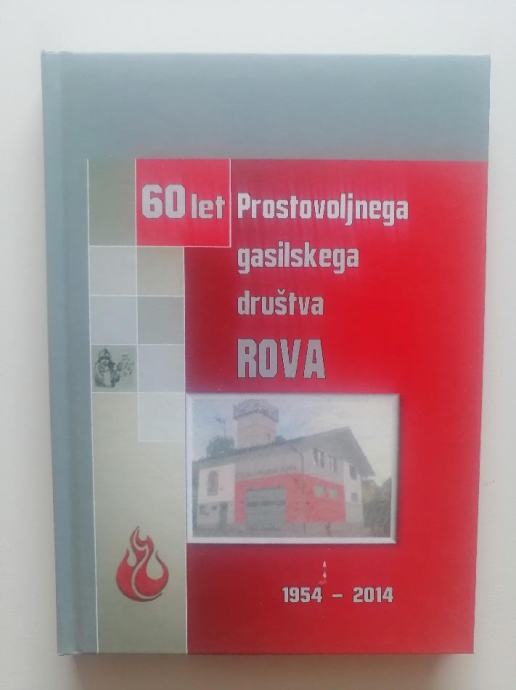 60 let Prostovoljnega
gasilskega
društva
ROVA
1954 - 2014